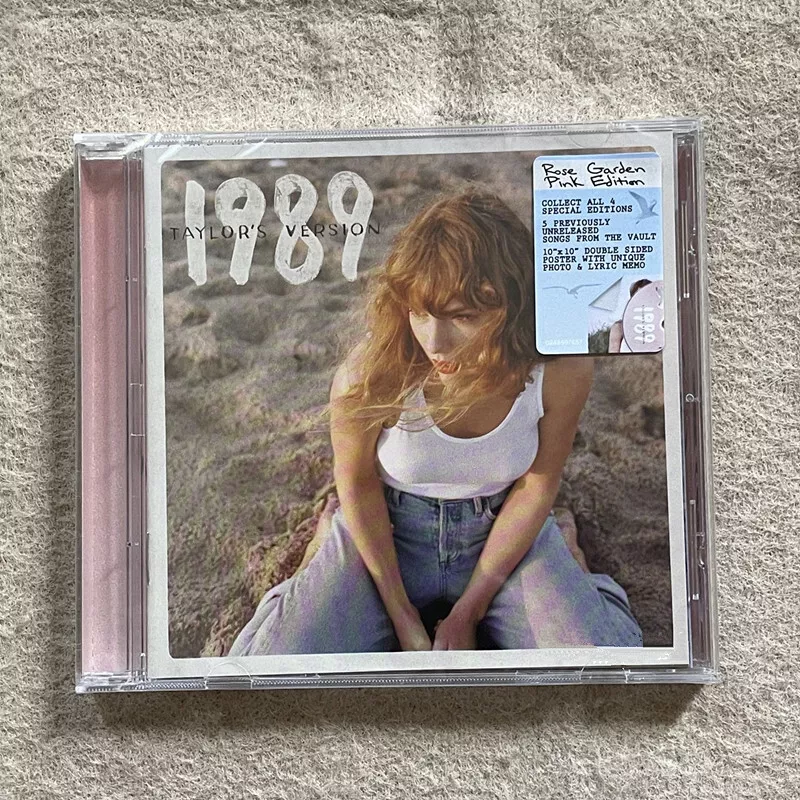 1989
TAYLOR'S VERSION
Rose Garden
Pink Edition
COLLECT ALL 4
SPECIAL EDITIONS
5 PREVIOUSLY
UNRELEASED
SONGS FROM THE VAULT
10"x10" DOUBLE SIDED
POSTER WITH UNIQUE
PHOTO & LYRIC MEMO
1989